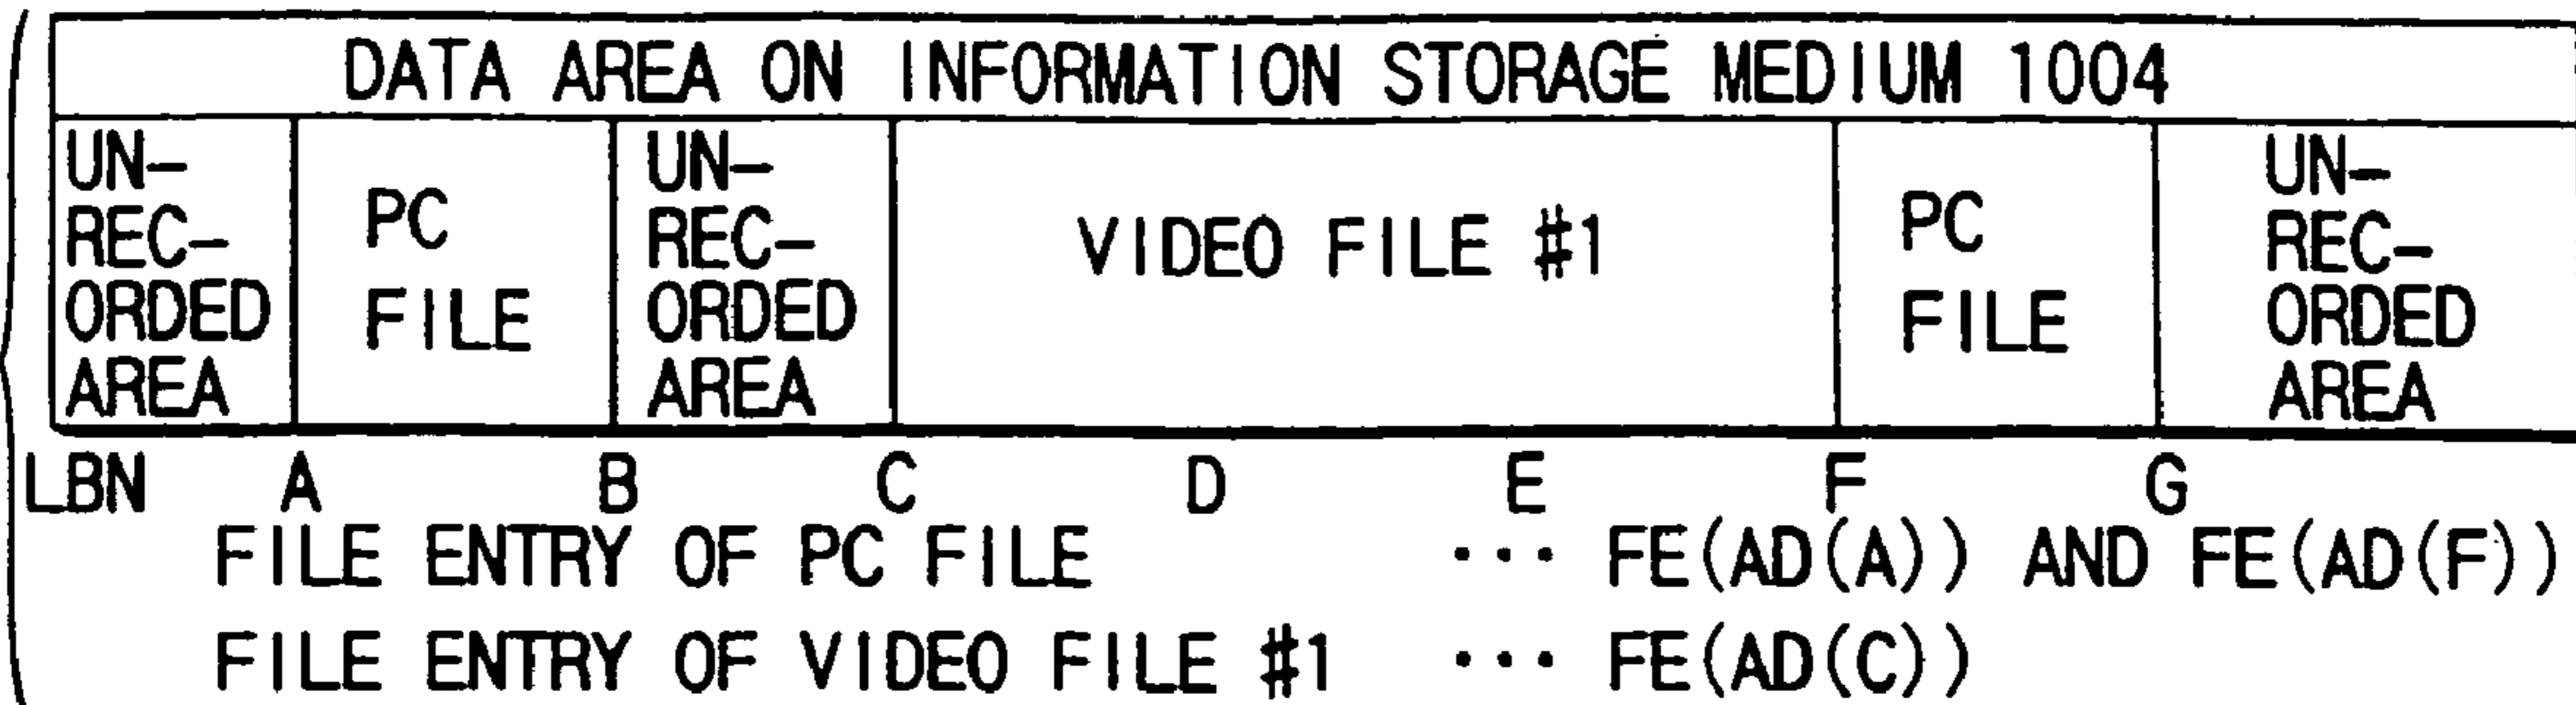 DATA AREA ON INFORMATION STORAGE MEDIUM 1004
UN-
REC-
ORDED
AREA
PC
FILE
UN-
REC-
ORDED
AREA
VIDEO FILE #1
PC
FILE
UN-
REC-
ORDED
AREA
LBN A B C D E F G
FILE ENTRY OF PC FILE ··· FE(AD(A)) AND FE(AD(F))
FILE ENTRY OF VIDEO FILE #1 ··· FE(AD(C))